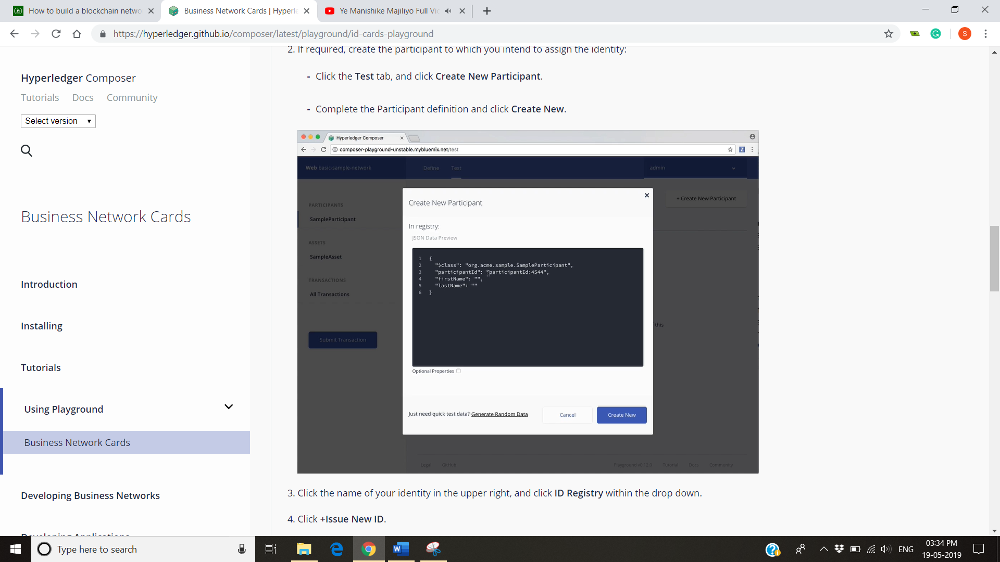 How to build a blockchain netwo
Business Network Cards | Hyperle
Ye Manishike Majiliyo Full Vid
https://hyperledger.github.io/composer/latest/playground/id-cards-playground
S
2. If required, create the participant to which you intend to assign the identity:
Hyperledger Composer
Tutorials Docs Community
Select version
- Click the Test tab, and click Create New Participant.
- Complete the Participant definition and click Create New.
Hyperledger Composer
composer-playground-unstable.mybluemix.net/test
Z
Web basic-sample-network
Define Test
admin
Create New Participant
+ Create New Participant
PARTICIPANTS
SampleParticipant
In registry:
JSON Data Preview
ASSETS
SampleAsset
1 {
2 "$class": "org.acme.sample.SampleParticipant",
3 "participantId": "participantId:4544",
4 "firstName": "",
5 "lastName": ""
6 }
TRANSACTIONS
All Transactions
this
Submit Transaction
Optional Properties
Just need quick test data? Generate Random Data
Cancel
Create New
Legal GitHub
Playground v0.12.0 Tutorial Docs Community
Business Network Cards
Introduction
Installing
Tutorials
Using Playground
Business Network Cards
Developing Business Networks
Developing Applications
3. Click the name of your identity in the upper right, and click ID Registry within the drop down.
4. Click +Issue New ID.
Type here to search
ENG
03:34 PM
19-05-2019